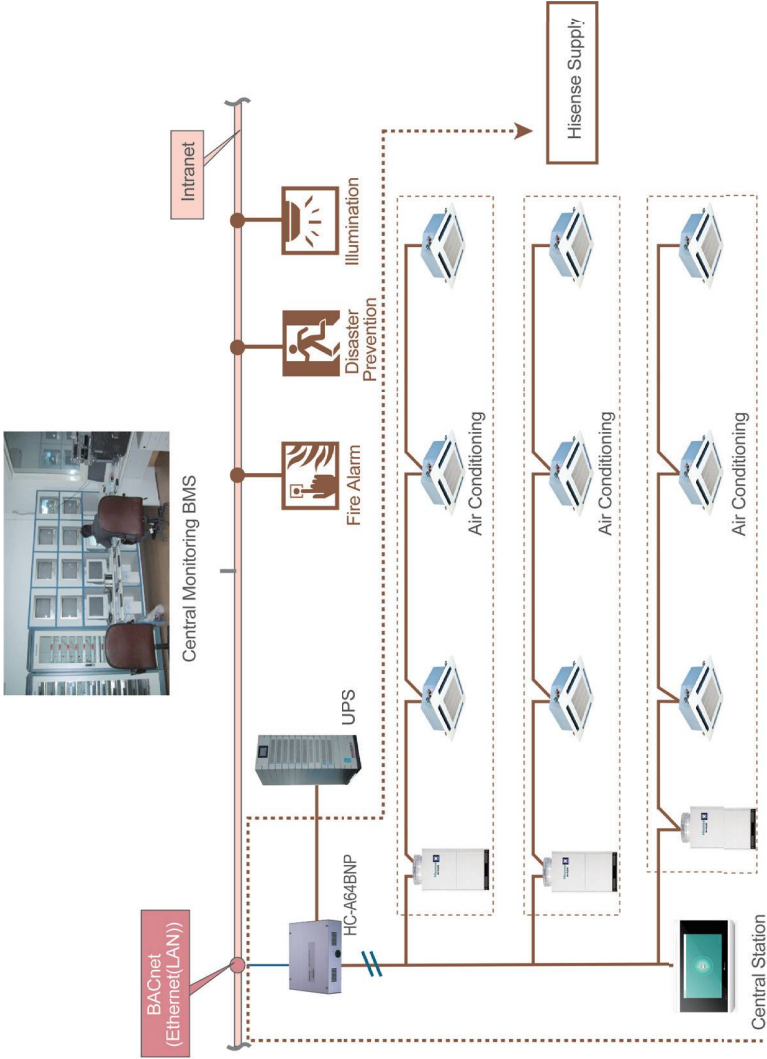 Central Monitoring BMS
BACnet
(Ethernet(LAN))
Intranet
UPS
HC-A64BNP
Fire Alarm
Disaster
Prevention
Illumination
Hisense Supply
Air Conditioning
Air Conditioning
Air Conditioning
Central Station